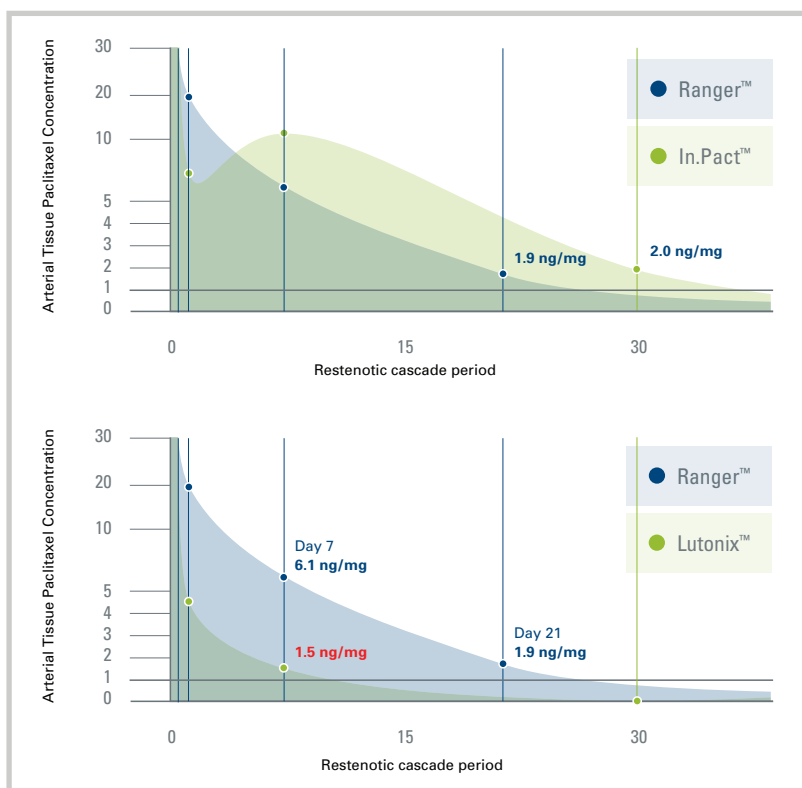 Arterial Tissue Paclitaxel Concentration
30
20
10
5
4
3
2
1
0
Ranger™
In.Pact™
1.9 ng/mg
2.0 ng/mg
0
15
30
Restenotic cascade period
Arterial Tissue Paclitaxel Concentration
30
20
10
5
4
3
2
1
0
Ranger™
Lutonix™
Day 7
6.1 ng/mg
1.5 ng/mg
Day 21
1.9 ng/mg
0
15
30
Restenotic cascade period